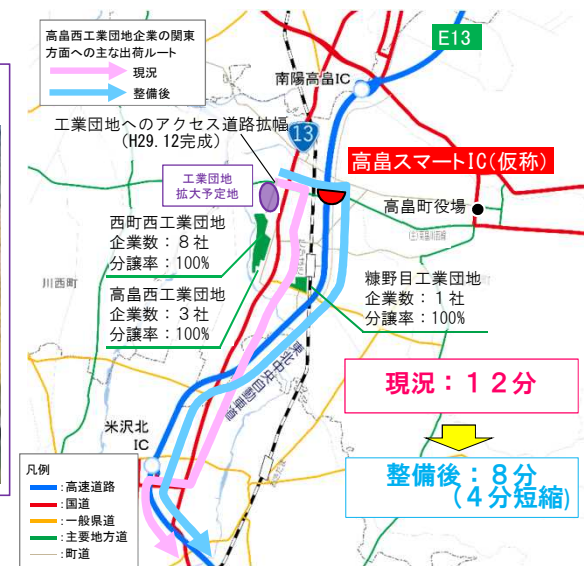 高畠西工業団地企業の関東
方面への主な出荷ルート
現況
整備後
E13
南陽高畠IC
工業団地へのアクセス道路拡幅
(H29.12完成)
13
高畠スマートIC(仮称)
工業団地
拡大予定地
高畠町役場
西町西工業団地
企業数：８社
分譲率：100%
川西町
糠野目工業団地
企業数：１社
分譲率：100%
高畠西工業団地
企業数：３社
分譲率：100%
東北中央自動車道
現況：１２分
米沢北
IC
整備後：8分
(４分短縮)
凡例
：高速道路
：国道
：一般県道
：主要地方道
：町道